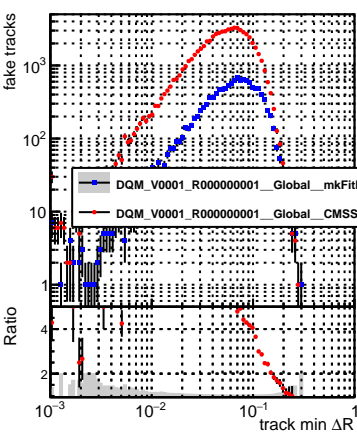 fake tracks
10³
10²
10
1
DQM_V0001_R000000001__Global__mkFit
DQM_V0001_R000000001__Global__CMSS
Ratio
4
2
10⁻³
10⁻²
10⁻¹
1
track min ΔR